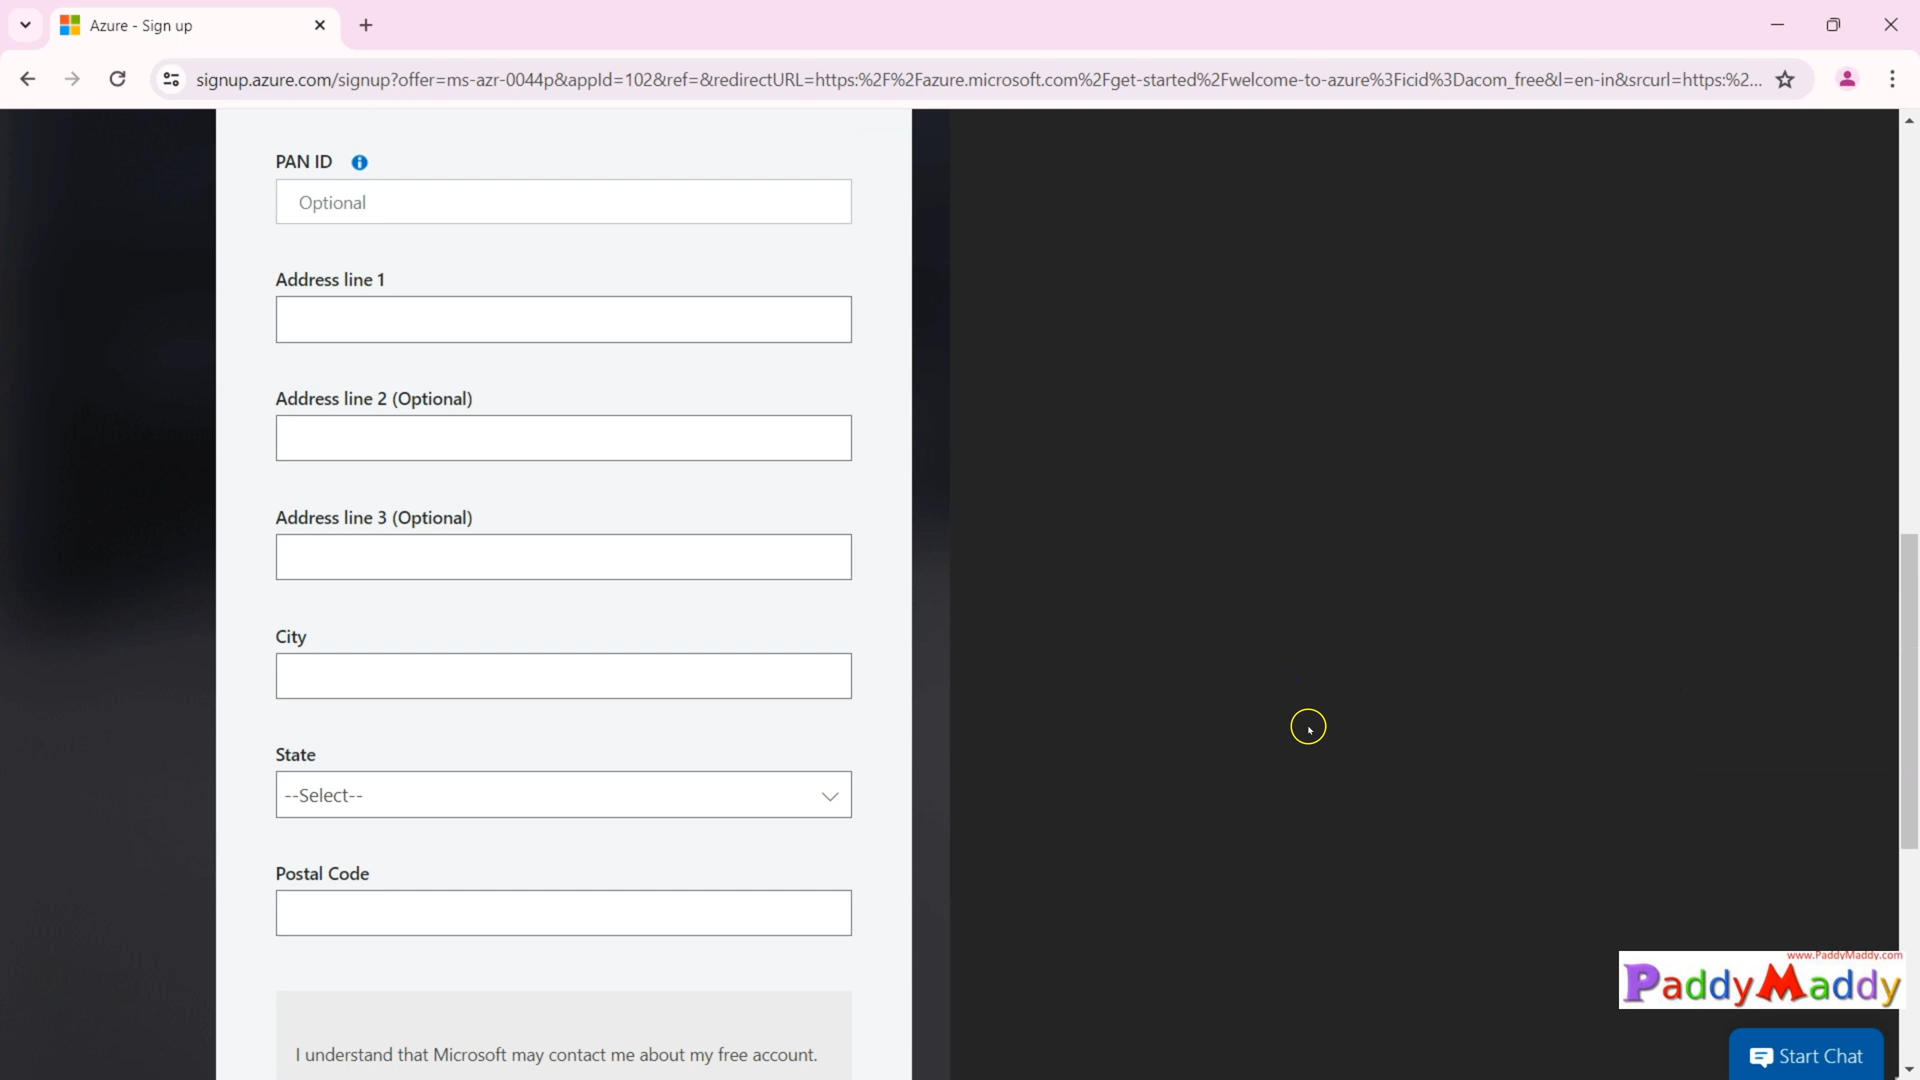 Azure - Sign up
signup.azure.com/signup?offer=ms-azr-0044p&appId=102&ref=&redirectURL=https:%2F%2Fazure.microsoft.com%2Fget-started%2Fwelcome-to-azure%3Ficid%3Dacom_free&l=en-in&srcurl=https:%2...
PAN ID
Optional
Address line 1
Address line 2 (Optional)
Address line 3 (Optional)
City
State
--Select--
Postal Code
www.PaddyMaddy.com
PaddyMaddy
I understand that Microsoft may contact me about my free account.
Start Chat